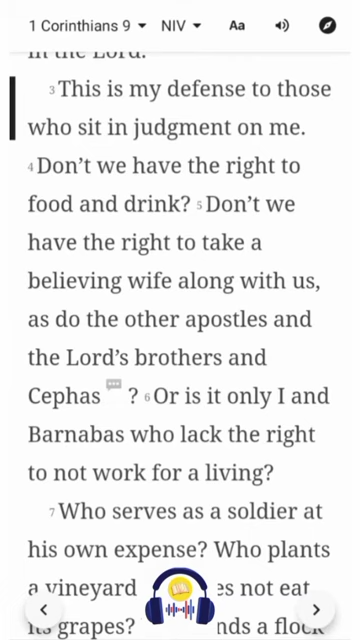 1 Corinthians 9 NIV Aa
in the Lord.
3 This is my defense to those
who sit in judgment on me.
4 Don’t we have the right to
food and drink? 5 Don’t we
have the right to take a
believing wife along with us,
as do the other apostles and
the Lord’s brothers and
Cephas ? 6 Or is it only I and
Barnabas who lack the right
to not work for a living?
7 Who serves as a soldier at
his own expense? Who plants
a vineyard es not eat
its grapes? nds a flock